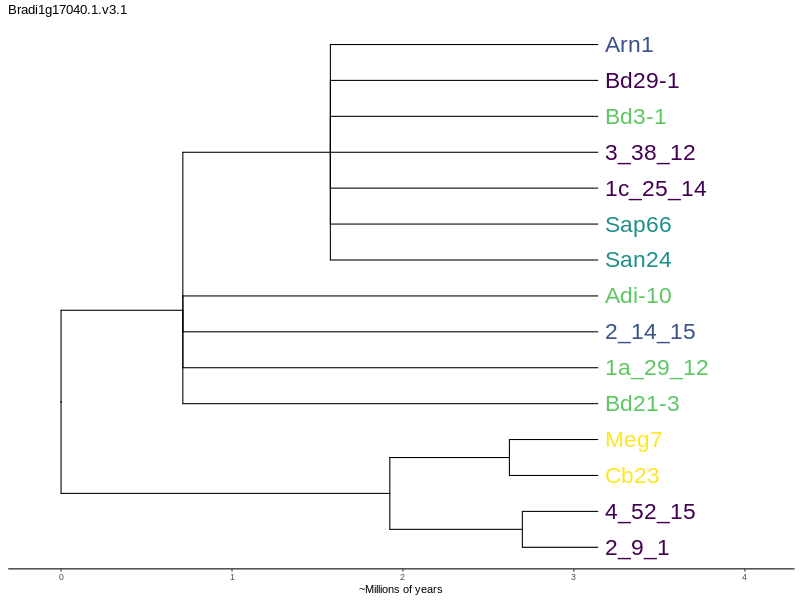 Bradi1g17040.1.v3.1
Arn1
Bd29-1
Bd3-1
3_38_12
1c_25_14
Sap66
San24
Adi-10
2_14_15
1a_29_12
Bd21-3
Meg7
Cb23
4_52_15
2_9_1
0 1 2 3 4
~Millions of years